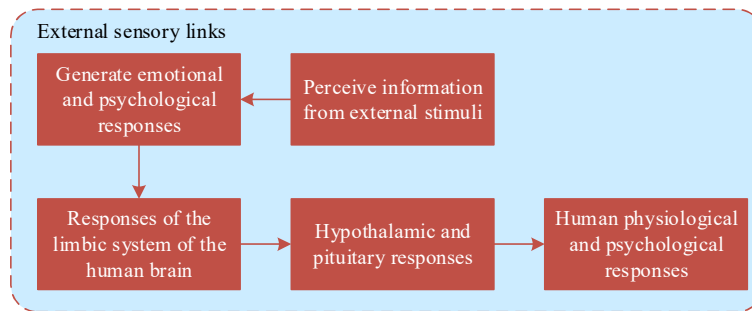 External sensory links
Generate emotional
and psychological
responses
Perceive information
from external stimuli
Responses of the
limbic system of the
human brain
Hypothalamic and
pituitary responses
Human physiological
and psychological
responses